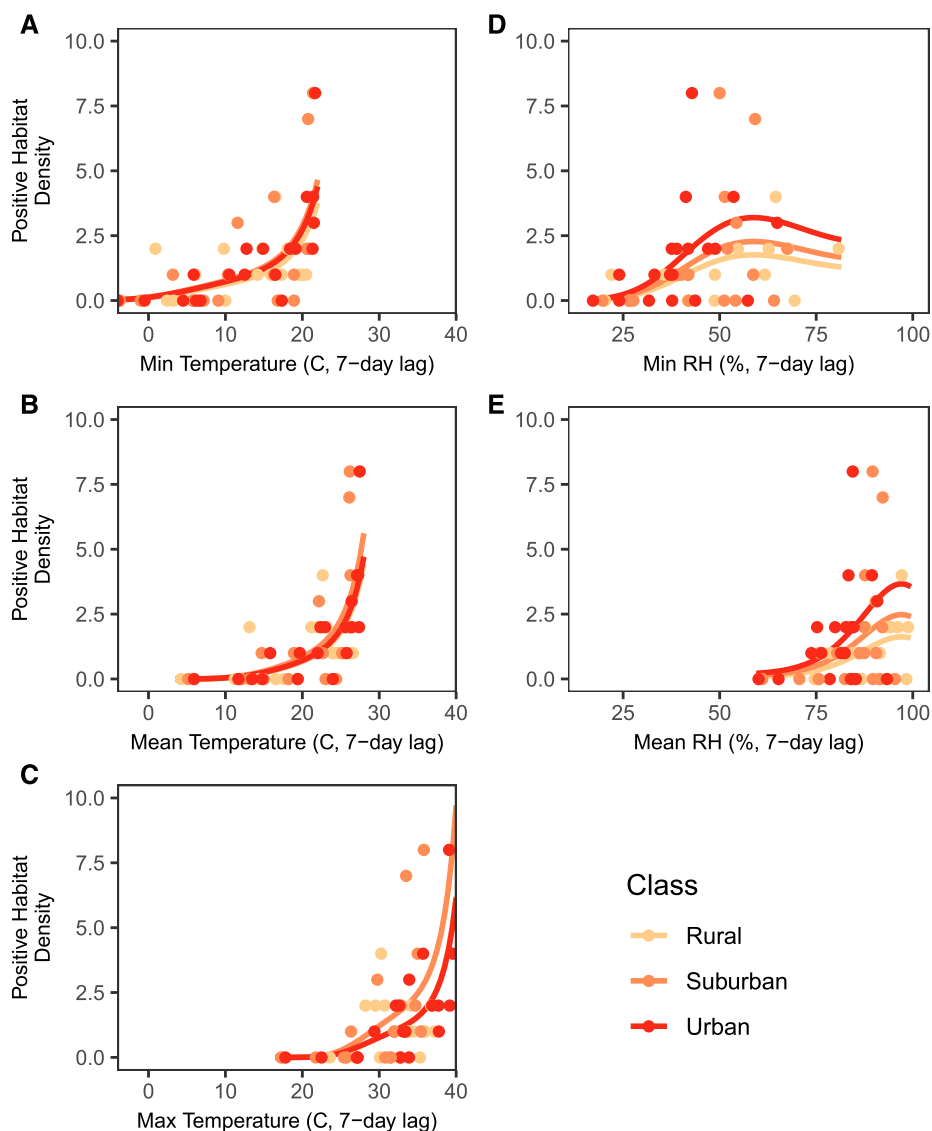 A
Positive Habitat
Density
10.0
7.5
5.0
2.5
0.0
0 10 20 30 40
Min Temperature (C, 7−day lag)
D
10.0
7.5
5.0
2.5
0.0
25 50 75 100
Min RH (%, 7−day lag)
B
Positive Habitat
Density
10.0
7.5
5.0
2.5
0.0
0 10 20 30 40
Mean Temperature (C, 7−day lag)
E
10.0
7.5
5.0
2.5
0.0
25 50 75 100
Mean RH (%, 7−day lag)
C
Positive Habitat
Density
10.0
7.5
5.0
2.5
0.0
0 10 20 30 40
Max Temperature (C, 7−day lag)
Class
Rural
Suburban
Urban